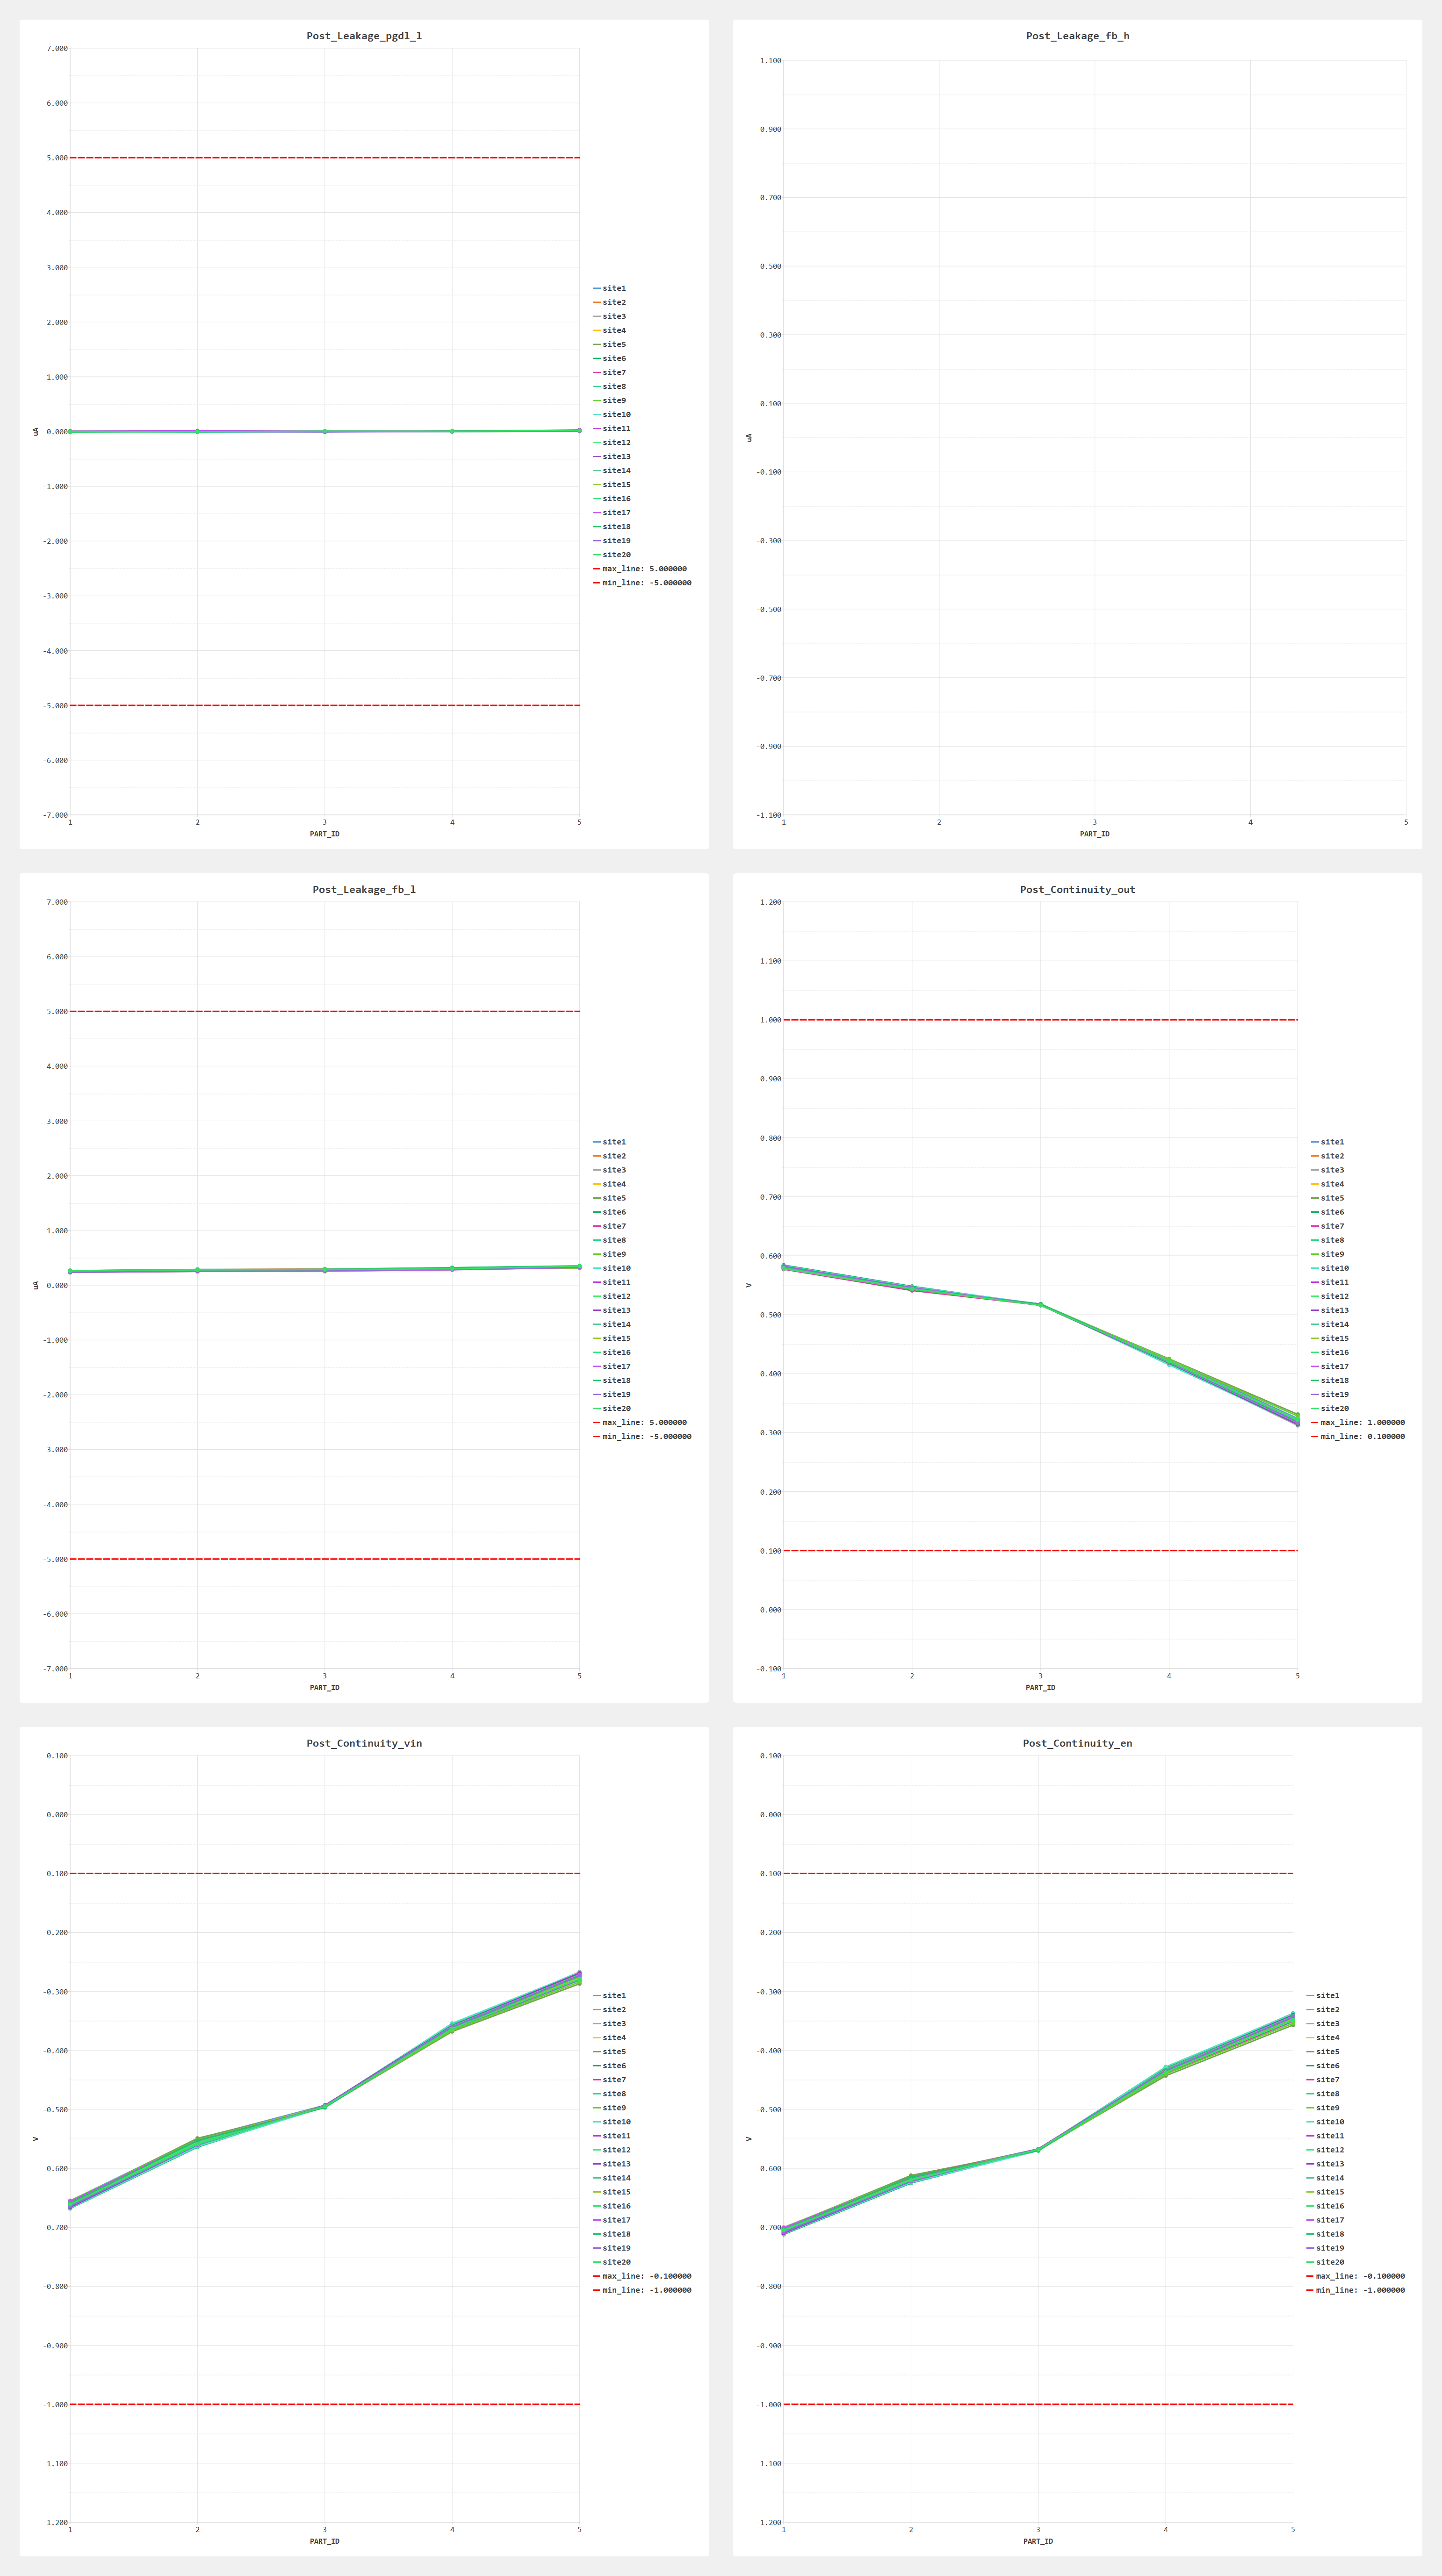 Post_Leakage_pgdl_l
7.000
6.000
5.000
4.000
3.000
2.000
1.000
0.000
-1.000
-2.000
-3.000
-4.000
-5.000
-6.000
-7.000
uA
1 2 3 4 5
PART_ID
site1
site2
site3
site4
site5
site6
site7
site8
site9
site10
site11
site12
site13
site14
site15
site16
site17
site18
site19
site20
max_line: 5.000000
min_line: -5.000000
Post_Leakage_fb_h
1.100
0.900
0.700
0.500
0.300
0.100
-0.100
-0.300
-0.500
-0.700
-0.900
-1.100
uA
1 2 3 4 5
PART_ID
Post_Leakage_fb_l
7.000
6.000
5.000
4.000
3.000
2.000
1.000
0.000
-1.000
-2.000
-3.000
-4.000
-5.000
-6.000
-7.000
uA
1 2 3 4 5
PART_ID
site1
site2
site3
site4
site5
site6
site7
site8
site9
site10
site11
site12
site13
site14
site15
site16
site17
site18
site19
site20
max_line: 5.000000
min_line: -5.000000
Post_Continuity_out
1.200
1.100
1.000
0.900
0.800
0.700
0.600
0.500
0.400
0.300
0.200
0.100
0.000
-0.100
V
1 2 3 4 5
PART_ID
site1
site2
site3
site4
site5
site6
site7
site8
site9
site10
site11
site12
site13
site14
site15
site16
site17
site18
site19
site20
max_line: 1.000000
min_line: 0.100000
Post_Continuity_vin
0.100
0.000
-0.100
-0.200
-0.300
-0.400
-0.500
-0.600
-0.700
-0.800
-0.900
-1.000
-1.100
-1.200
V
1 2 3 4 5
PART_ID
site1
site2
site3
site4
site5
site6
site7
site8
site9
site10
site11
site12
site13
site14
site15
site16
site17
site18
site19
site20
max_line: -0.100000
min_line: -1.000000
Post_Continuity_en
0.100
0.000
-0.100
-0.200
-0.300
-0.400
-0.500
-0.600
-0.700
-0.800
-0.900
-1.000
-1.100
-1.200
V
1 2 3 4 5
PART_ID
site1
site2
site3
site4
site5
site6
site7
site8
site9
site10
site11
site12
site13
site14
site15
site16
site17
site18
site19
site20
max_line: -0.100000
min_line: -1.000000